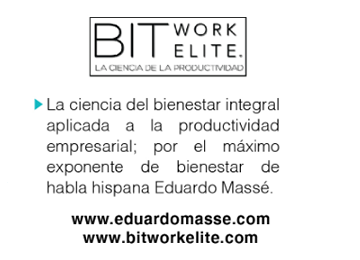 BIT WORK
ELITE.
LA CIENCIA DE LA PRODUCTIVIDAD
La ciencia del bienestar integral
aplicada a la productividad
empresarial; por el máximo
exponente de bienestar de
habla hispana Eduardo Massé.
www.eduardomasse.com
www.bitworkelite.com